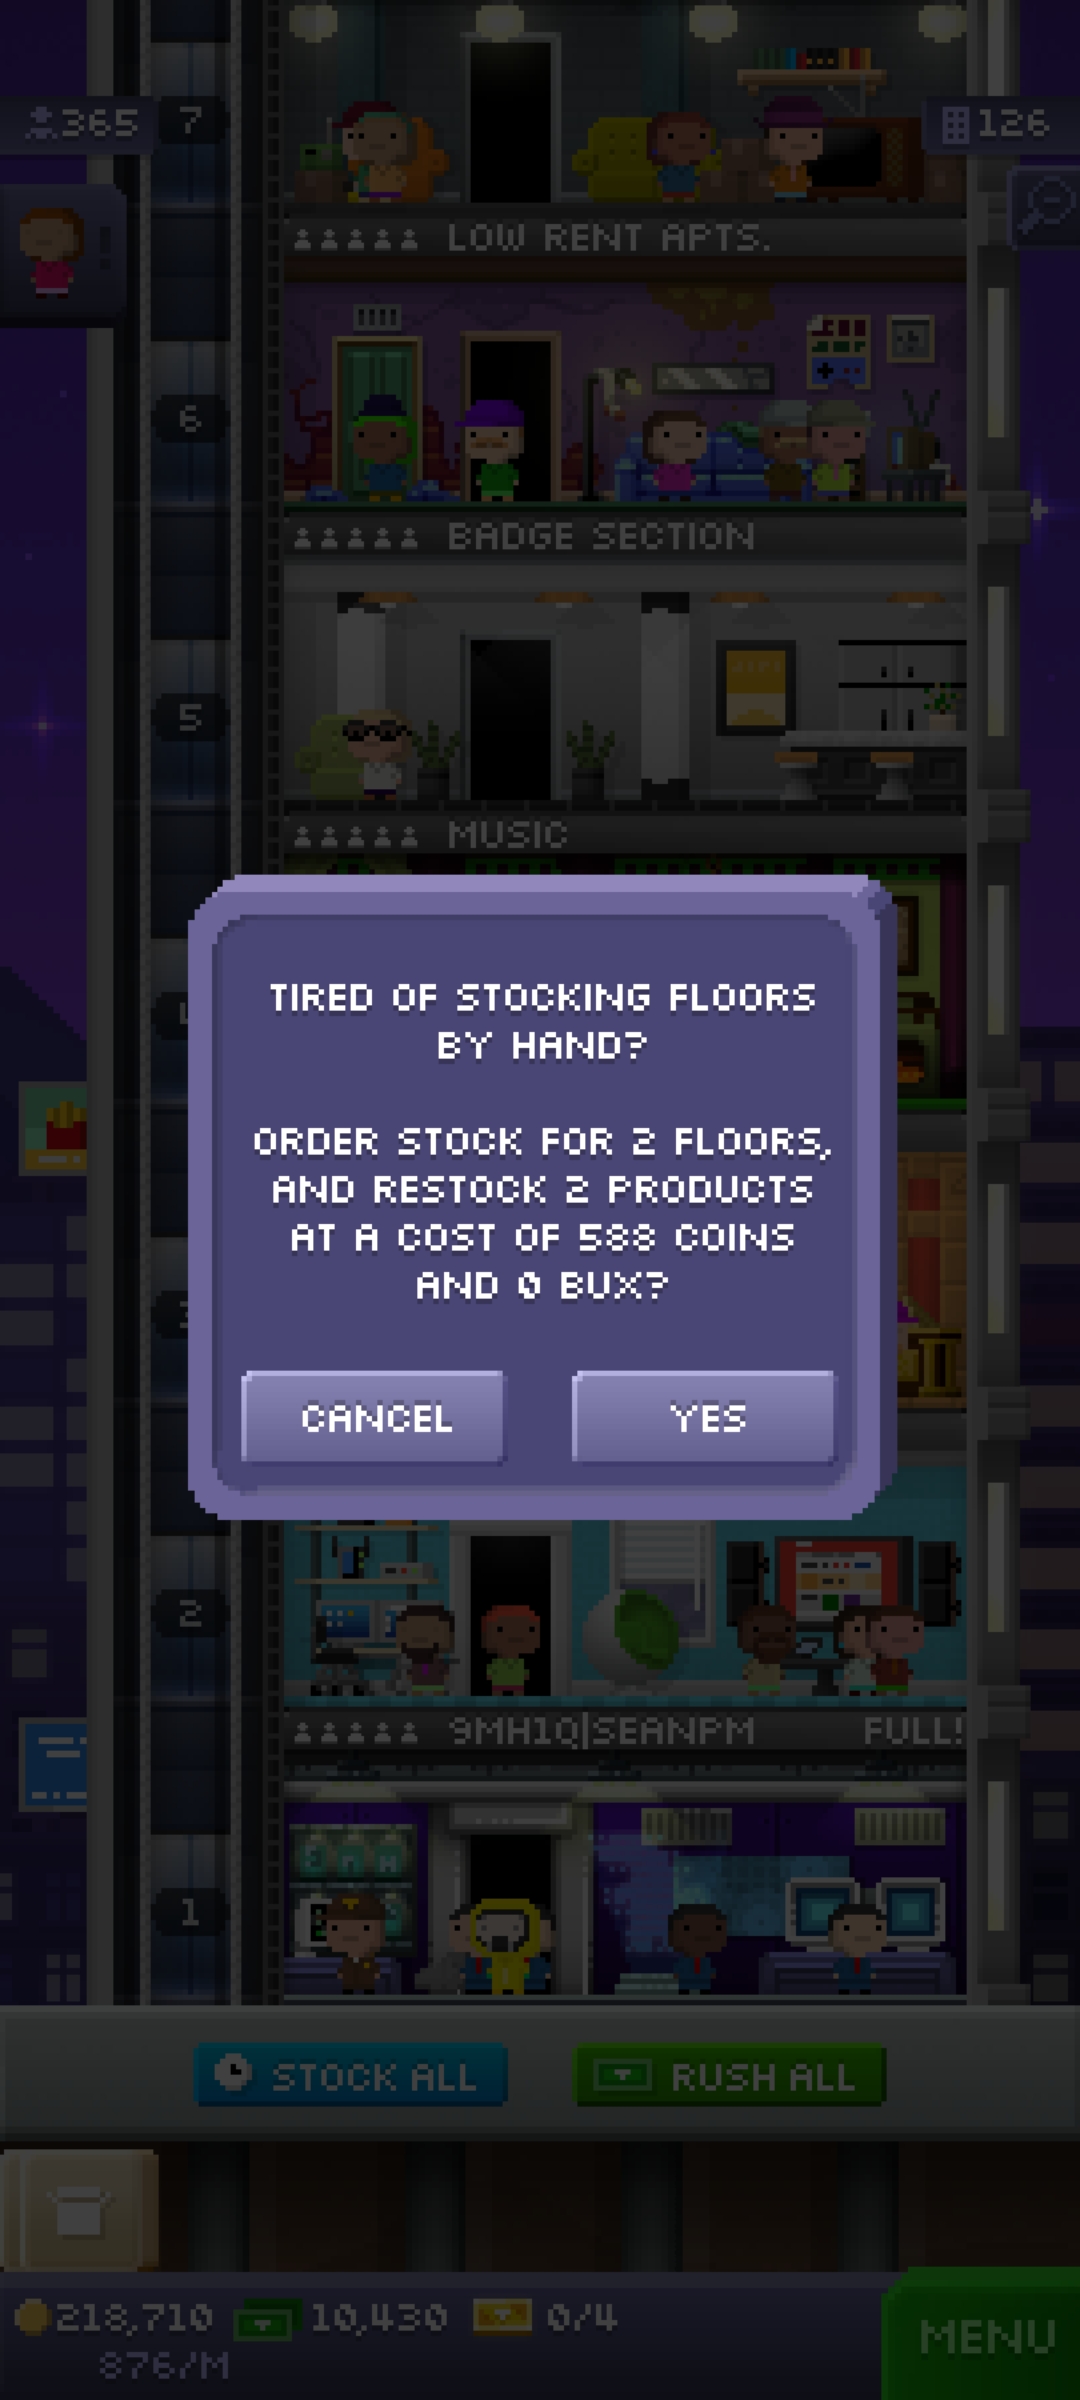 365
7
126
LOW RENT APTS.
6
BADGE SECTION
5
MUSIC
TIRED OF STOCKING FLOORS
BY HAND?
ORDER STOCK FOR 2 FLOORS,
AND RESTOCK 2 PRODUCTS
AT A COST OF 588 COINS
AND 0 BUX?
CANCEL
YES
2
9MH1Q|SEANPM
FULL!
1
STOCK ALL
RUSH ALL
218,710
10,430
0/4
876/M
MENU